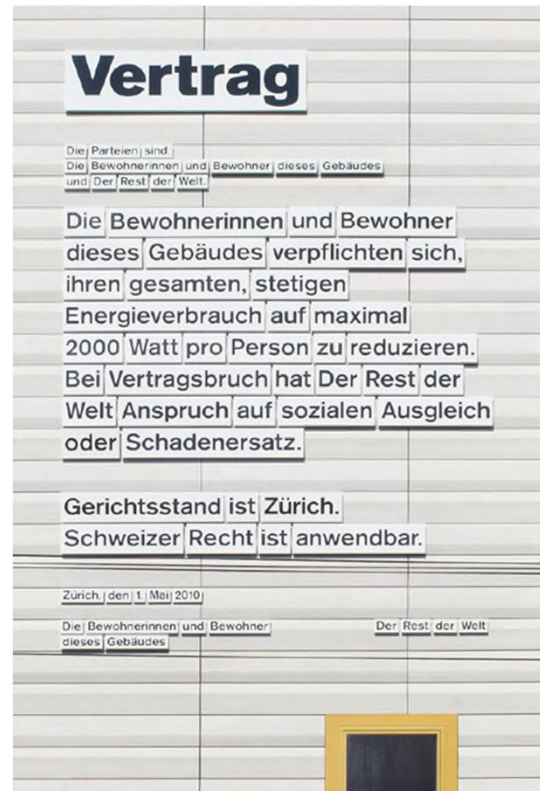 Vertrag
Die Parteien sind:
Die Bewohnerinnen und Bewohner dieses Gebäudes
und Der Rest der Welt.
Die Bewohnerinnen und Bewohner
dieses Gebäudes verpflichten sich,
ihren gesamten, stetigen
Energieverbrauch auf maximal
2000 Watt pro Person zu reduzieren.
Bei Vertragsbruch hat Der Rest der
Welt Anspruch auf sozialen Ausgleich
oder Schadenersatz.
Gerichtsstand ist Zürich.
Schweizer Recht ist anwendbar.
Zürich, den 1. Mai 2010
Die Bewohnerinnen und Bewohner Der Rest der Welt
dieses Gebäudes